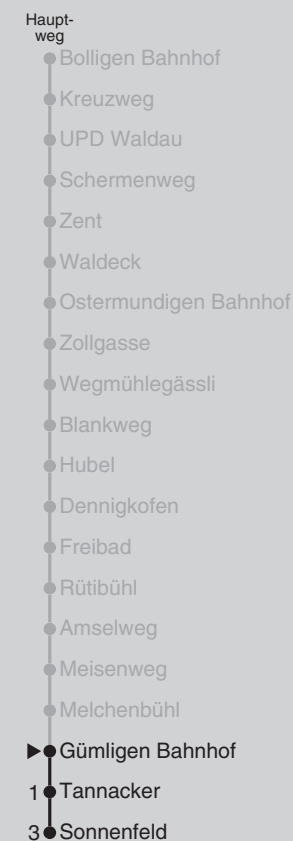 Haupt-
weg
Bolligen Bahnhof
Kreuzweg
UPD Waldau
Schermenweg
Zent
Waldeck
Ostermundigen Bahnhof
Zollgasse
Wegmühlegässli
Blankweg
Hubel
Dennigkofen
Freibad
Rütibühl
Amselweg
Meisenweg
Melchenbühl
Gümligen Bahnhof
1 Tannacker
3 Sonnenfeld